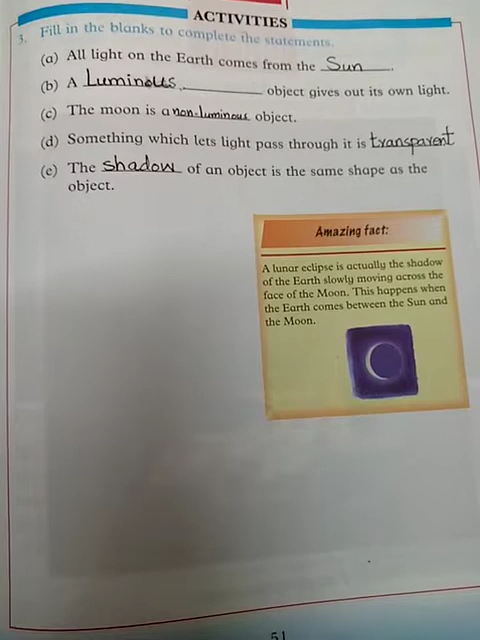 ACTIVITIES
3. Fill in the blanks to complete the statements.
(a) All light on the Earth comes from the Sun.
(b) A Luminous object gives out its own light.
(c) The moon is a non-luminous object.
(d) Something which lets light pass through it is transparent
(e) The shadow of an object is the same shape as the
object.
Amazing fact:
A lunar eclipse is actually the shadow
of the Earth slowly moving across the
face of the Moon. This happens when
the Earth comes between the Sun and
the Moon.
51